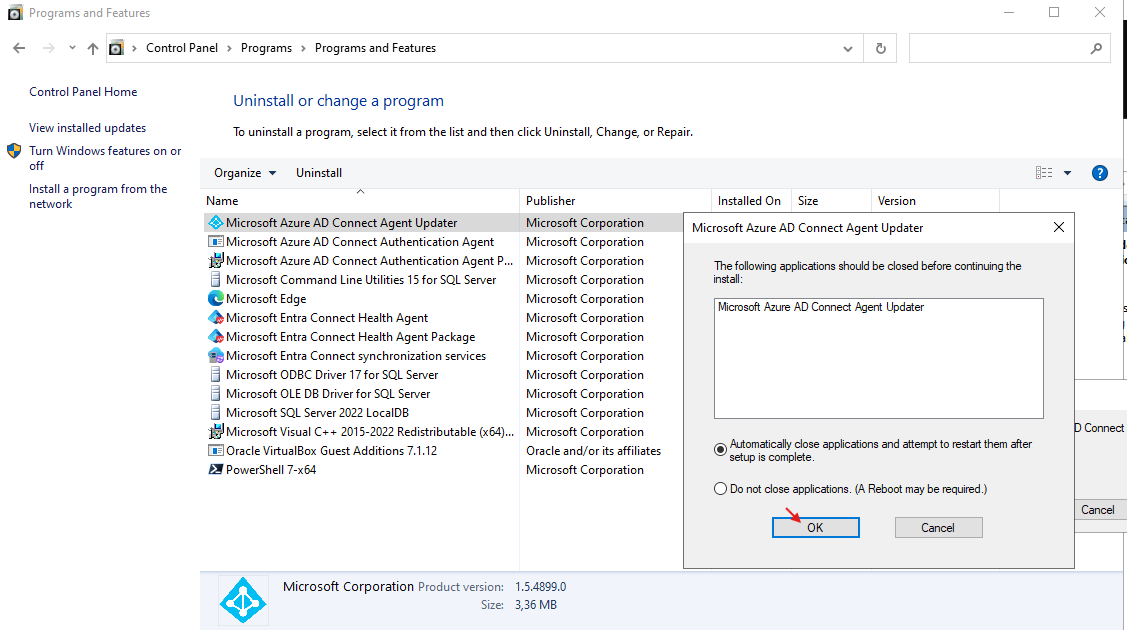 Programs and Features
Control Panel > Programs > Programs and Features
Control Panel Home
View installed updates
Turn Windows features on or
off
Install a program from the
network
Uninstall or change a program
To uninstall a program, select it from the list and then click Uninstall, Change, or Repair.
Organize Uninstall
?
Name Publisher Installed On Size Version
Microsoft Azure AD Connect Agent Updater Microsoft Corporation
Microsoft Azure AD Connect Authentication Agent Microsoft Corporation
Microsoft Azure AD Connect Authentication Agent P... Microsoft Corporation
Microsoft Command Line Utilities 15 for SQL Server Microsoft Corporation
Microsoft Edge Microsoft Corporation
Microsoft Entra Connect Health Agent Microsoft Corporation
Microsoft Entra Connect Health Agent Package Microsoft Corporation
Microsoft Entra Connect synchronization services Microsoft Corporation
Microsoft ODBC Driver 17 for SQL Server Microsoft Corporation
Microsoft OLE DB Driver for SQL Server Microsoft Corporation
Microsoft SQL Server 2022 LocalDB Microsoft Corporation
Microsoft Visual C++ 2015-2022 Redistributable (x64)... Microsoft Corporation
Oracle VirtualBox Guest Additions 7.1.12 Oracle and/or its affiliates
PowerShell 7-x64 Microsoft Corporation
Microsoft Azure AD Connect Agent Updater
The following applications should be closed before continuing the
install:
Microsoft Azure AD Connect Agent Updater
Automatically close applications and attempt to restart them after
setup is complete.
Do not close applications. (A Reboot may be required.)
OK Cancel
D Connect
Cancel
Microsoft Corporation Product version: 1.5.4899.0
Size: 3,36 MB